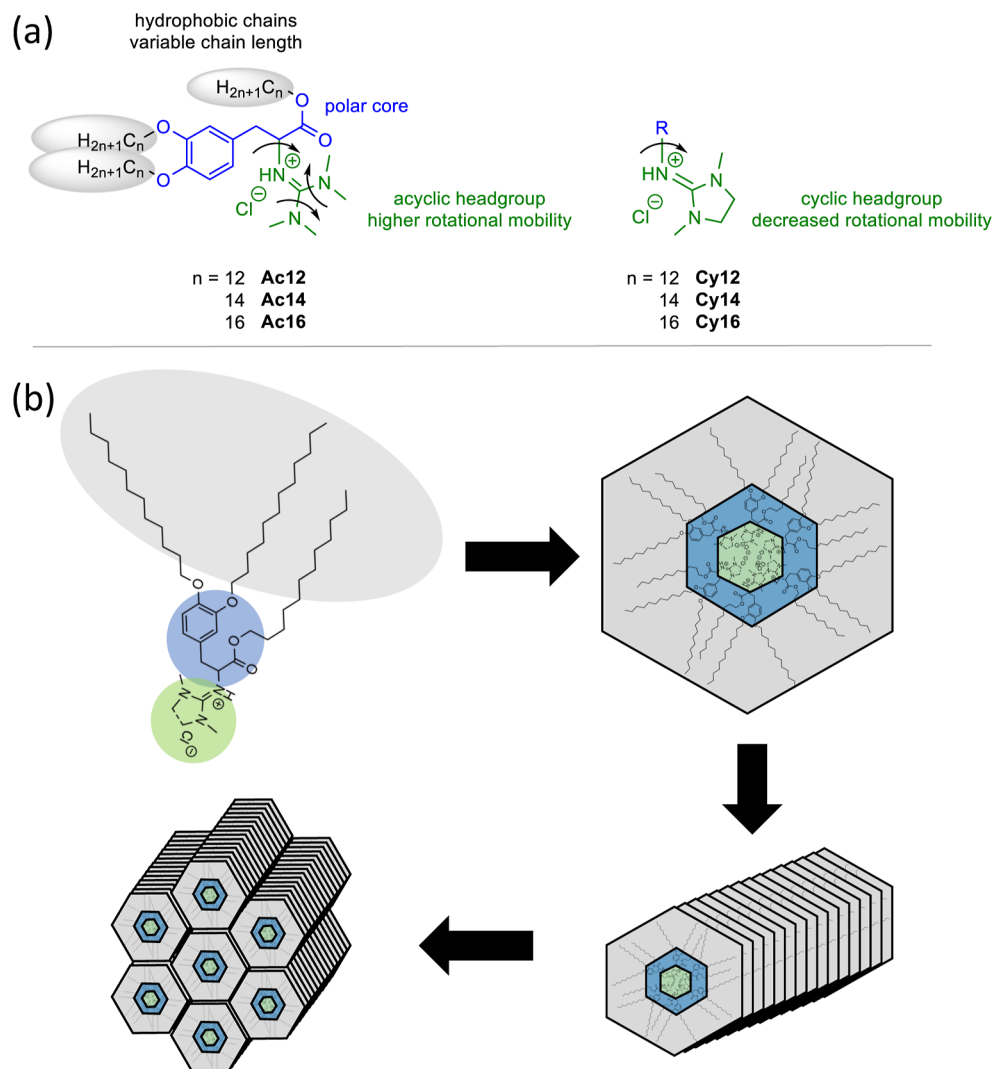 (a)
hydrophobic chains
variable chain length
H2n+1Cn
O
polar core
H2n+1Cn
O
O
H2n+1Cn
O
HN
+
N
Cl −
N
acyclic headgroup
higher rotational mobility
R
HN
+
N
Cl −
N
cyclic headgroup
decreased rotational mobility
n = 12 Ac12
14 Ac14
16 Ac16
n = 12 Cy12
14 Cy14
16 Cy16
(b)
O
O
O
O
N
H
N
+
N
Cl
−